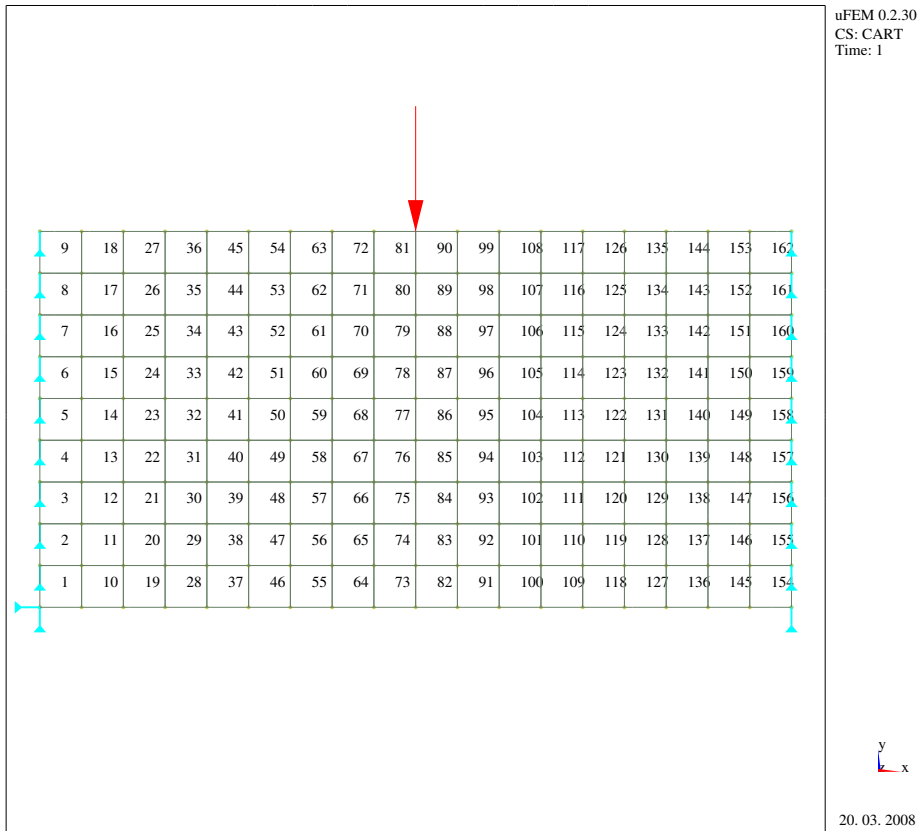 uFEM 0.2.30
CS: CART
Time: 1
9 18 27 36 45 54 63 72 81 90 99 108 117 126 135 144 153 162
8 17 26 35 44 53 62 71 80 89 98 107 116 125 134 143 152 161
7 16 25 34 43 52 61 70 79 88 97 106 115 124 133 142 151 160
6 15 24 33 42 51 60 69 78 87 96 105 114 123 132 141 150 159
5 14 23 32 41 50 59 68 77 86 95 104 113 122 131 140 149 158
4 13 22 31 40 49 58 67 76 85 94 103 112 121 130 139 148 157
3 12 21 30 39 48 57 66 75 84 93 102 111 120 129 138 147 156
2 11 20 29 38 47 56 65 74 83 92 101 110 119 128 137 146 155
1 10 19 28 37 46 55 64 73 82 91 100 109 118 127 136 145 154
y
z x
20. 03. 2008